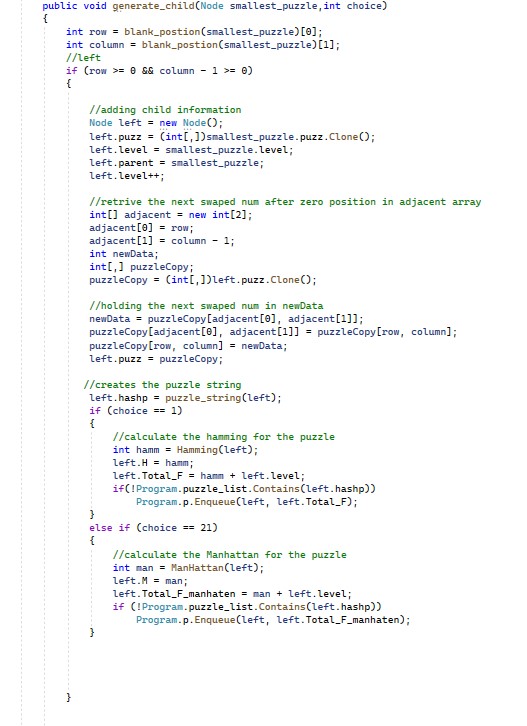 public void generate_child(Node smallest_puzzle,int choice)
{
int row = blank_postion(smallest_puzzle)[0];
int column = blank_postion(smallest_puzzle)[1];
//left
if (row >= 0 && column - 1 >= 0)
{
//adding child information
Node left = new Node();
left.puzz = (int[,])smallest_puzzle.puzz.Clone();
left.level = smallest_puzzle.level;
left.parent = smallest_puzzle;
left.level++;
//retrive the next swaped num after zero position in adjacent array
int[] adjacent = new int[2];
adjacent[0] = row;
adjacent[1] = column - 1;
int newData;
int[,] puzzleCopy;
puzzleCopy = (int[,])left.puzz.Clone();
//holding the next swaped num in newData
newData = puzzleCopy[adjacent[0], adjacent[1]];
puzzleCopy[adjacent[0], adjacent[1]] = puzzleCopy[row, column];
puzzleCopy[row, column] = newData;
left.puzz = puzzleCopy;
//creates the puzzle string
left.hashp = puzzle_string(left);
if (choice == 1)
{
//calculate the hamming for the puzzle
int hamm = Hamming(left);
left.H = hamm;
left.Total_F = hamm + left.level;
if(!Program.puzzle_list.Contains(left.hashp))
Program.p.Enqueue(left, left.Total_F);
}
else if (choice == 21)
{
//calculate the Manhattan for the puzzle
int man = ManHattan(left);
left.M = man;
left.Total_F_manhaten = man + left.level;
if (!Program.puzzle_list.Contains(left.hashp))
Program.p.Enqueue(left, left.Total_F_manhaten);
}
}